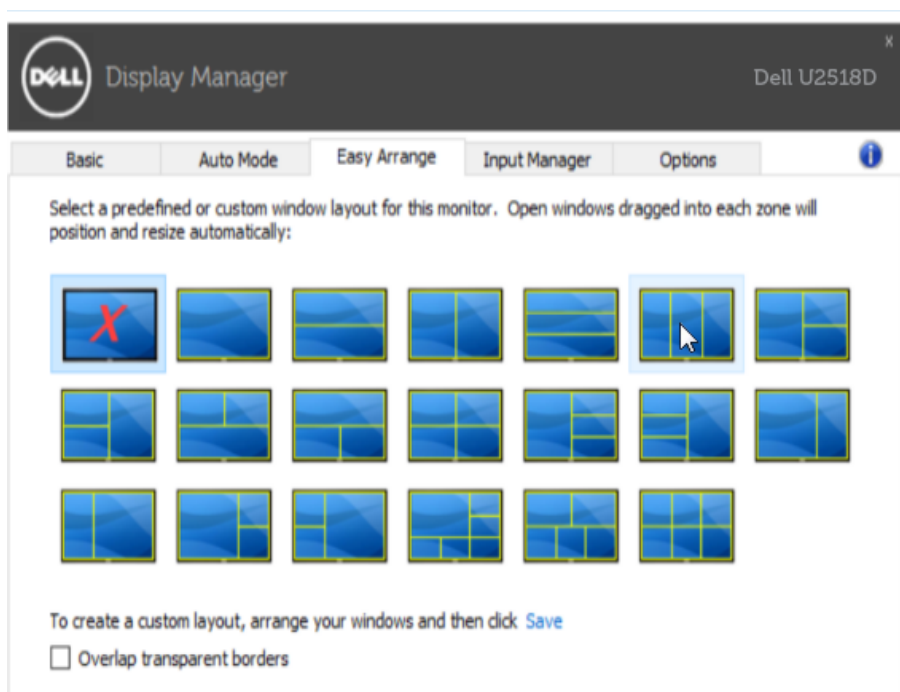 DELL Display Manager
X
Dell U2518D
Basic Auto Mode Easy Arrange Input Manager Options
Select a predefined or custom window layout for this monitor. Open windows dragged into each zone will
position and resize automatically:
X
To create a custom layout, arrange your windows and then click Save
Overlap transparent borders